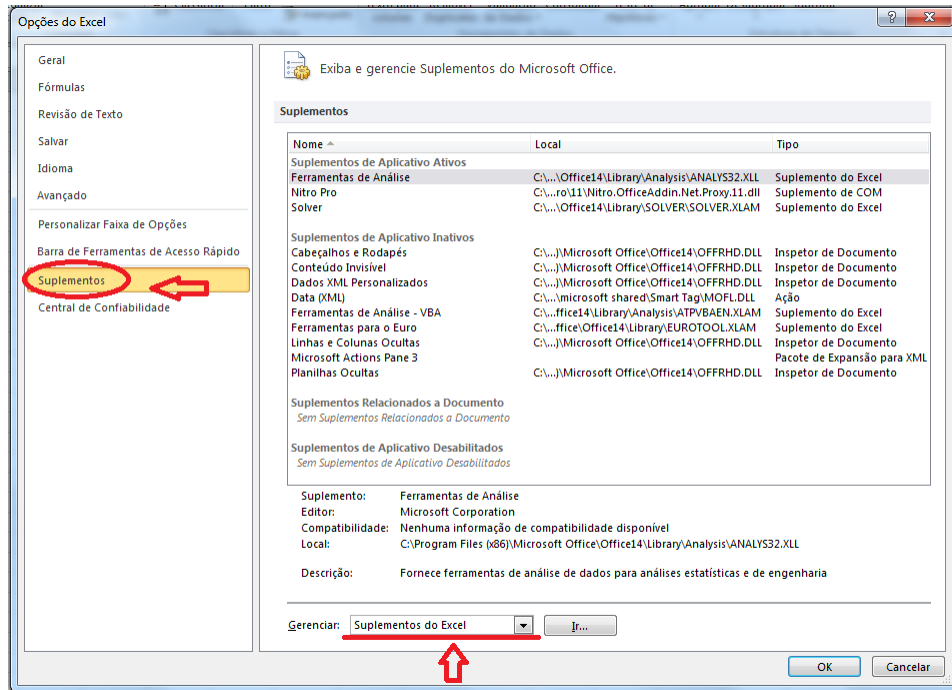 Opções do Excel
Geral
Fórmulas
Revisão de Texto
Salvar
Idioma
Avançado
Personalizar Faixa de Opções
Barra de Ferramentas de Acesso Rápido
Suplementos
Central de Confiabilidade
Exiba e gerencie Suplementos do Microsoft Office.
Suplementos
Nome Local Tipo
Suplementos de Aplicativo Ativos
Ferramentas de Análise C:\...\Office14\Library\Analysis\ANALYS32.XLL Suplemento do Excel
Nitro Pro C:\...ro\11\Nitro.OfficeAddin.Net.Proxy.11.dll Suplemento de COM
Solver C:\...\Office14\Library\SOLVER\SOLVER.XLAM Suplemento do Excel
Suplementos de Aplicativo Inativos
Cabeçalhos e Rodapés C:\...)\Microsoft Office\Office14\OFFRHD.DLL Inspetor de Documento
Conteúdo Invisível C:\...)\Microsoft Office\Office14\OFFRHD.DLL Inspetor de Documento
Dados XML Personalizados C:\...)\Microsoft Office\Office14\OFFRHD.DLL Inspetor de Documento
Data (XML) C:\...\microsoft shared\Smart Tag\MOFL.DLL Ação
Ferramentas de Análise - VBA C:\...ffice14\Library\Analysis\ATPVBAEN.XLAM Suplemento do Excel
Ferramentas para o Euro C:\...ffice\Office14\Library\EUROTOOL.XLAM Suplemento do Excel
Linhas e Colunas Ocultas C:\...)\Microsoft Office\Office14\OFFRHD.DLL Inspetor de Documento
Microsoft Actions Pane 3 Pacote de Expansão para XML
Planilhas Ocultas C:\...)\Microsoft Office\Office14\OFFRHD.DLL Inspetor de Documento
Suplementos Relacionados a Documento
Sem Suplementos Relacionados a Documento
Suplementos de Aplicativo Desabilitados
Sem Suplementos de Aplicativo Desabilitados
Suplemento: Ferramentas de Análise
Editor: Microsoft Corporation
Compatibilidade: Nenhuma informação de compatibilidade disponível
Local: C:\Program Files (x86)\Microsoft Office\Office14\Library\Analysis\ANALYS32.XLL
Descrição: Fornece ferramentas de análise de dados para análises estatísticas e de engenharia
Gerenciar: Suplementos do Excel Ir...
OK Cancelar